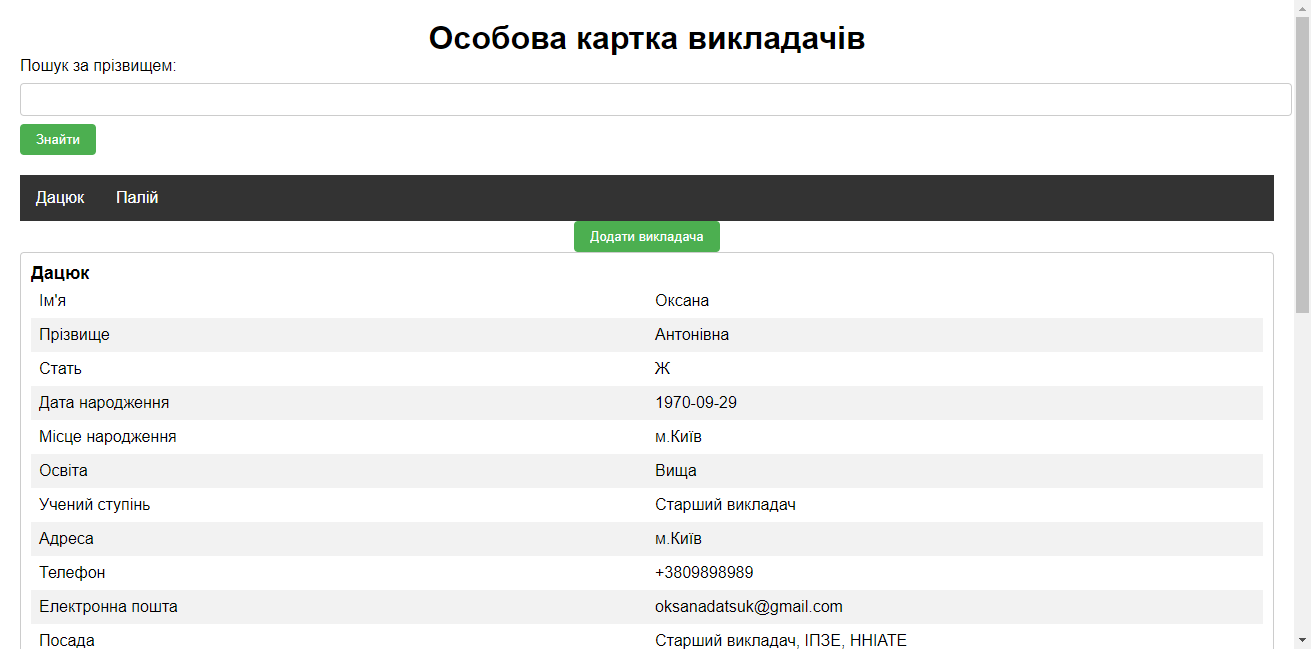 Особова картка викладачів
Пошук за прізвищем:
Знайти
Дацюк Палій
Додати викладача
Дацюк
Ім'я Оксана
Прізвище Антонівна
Стать Ж
Дата народження 1970-09-29
Місце народження м.Київ
Освіта Вища
Учений ступінь Старший викладач
Адреса м.Київ
Телефон +3809898989
Електронна пошта oksanadatsuk@gmail.com
Посада Старший викладач, ІПЗЕ, ННІАТЕ